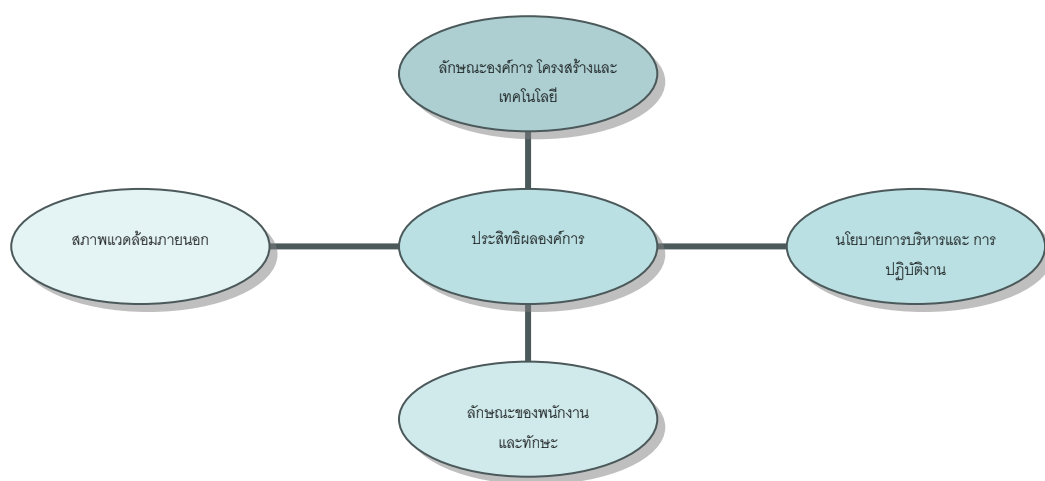 ลักษณะองค์การ โครงสร้างและ
เทคโนโลยี
สภาพแวดล้อมภายนอก
ประสิทธิผลองค์การ
นโยบายการบริหารและ การ
ปฏิบัติงาน
ลักษณะของพนักงาน
และทักษะ